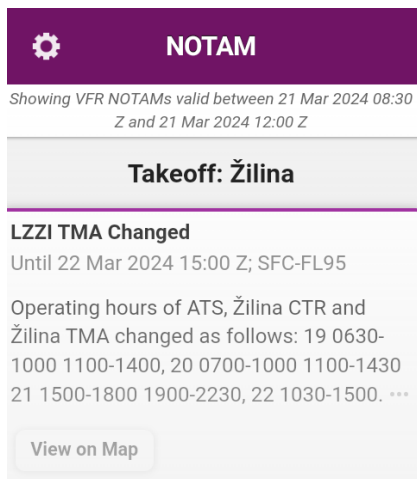 NOTAM
Showing VFR NOTAMs valid between 21 Mar 2024 08:30
Z and 21 Mar 2024 12:00 Z
Takeoff: Žilina
LZZI TMA Changed
Until 22 Mar 2024 15:00 Z; SFC-FL95
Operating hours of ATS, Žilina CTR and
Žilina TMA changed as follows: 19 0630-
1000 1100-1400, 20 0700-1000 1100-1430
21 1500-1800 1900-2230, 22 1030-1500. ···
View on Map